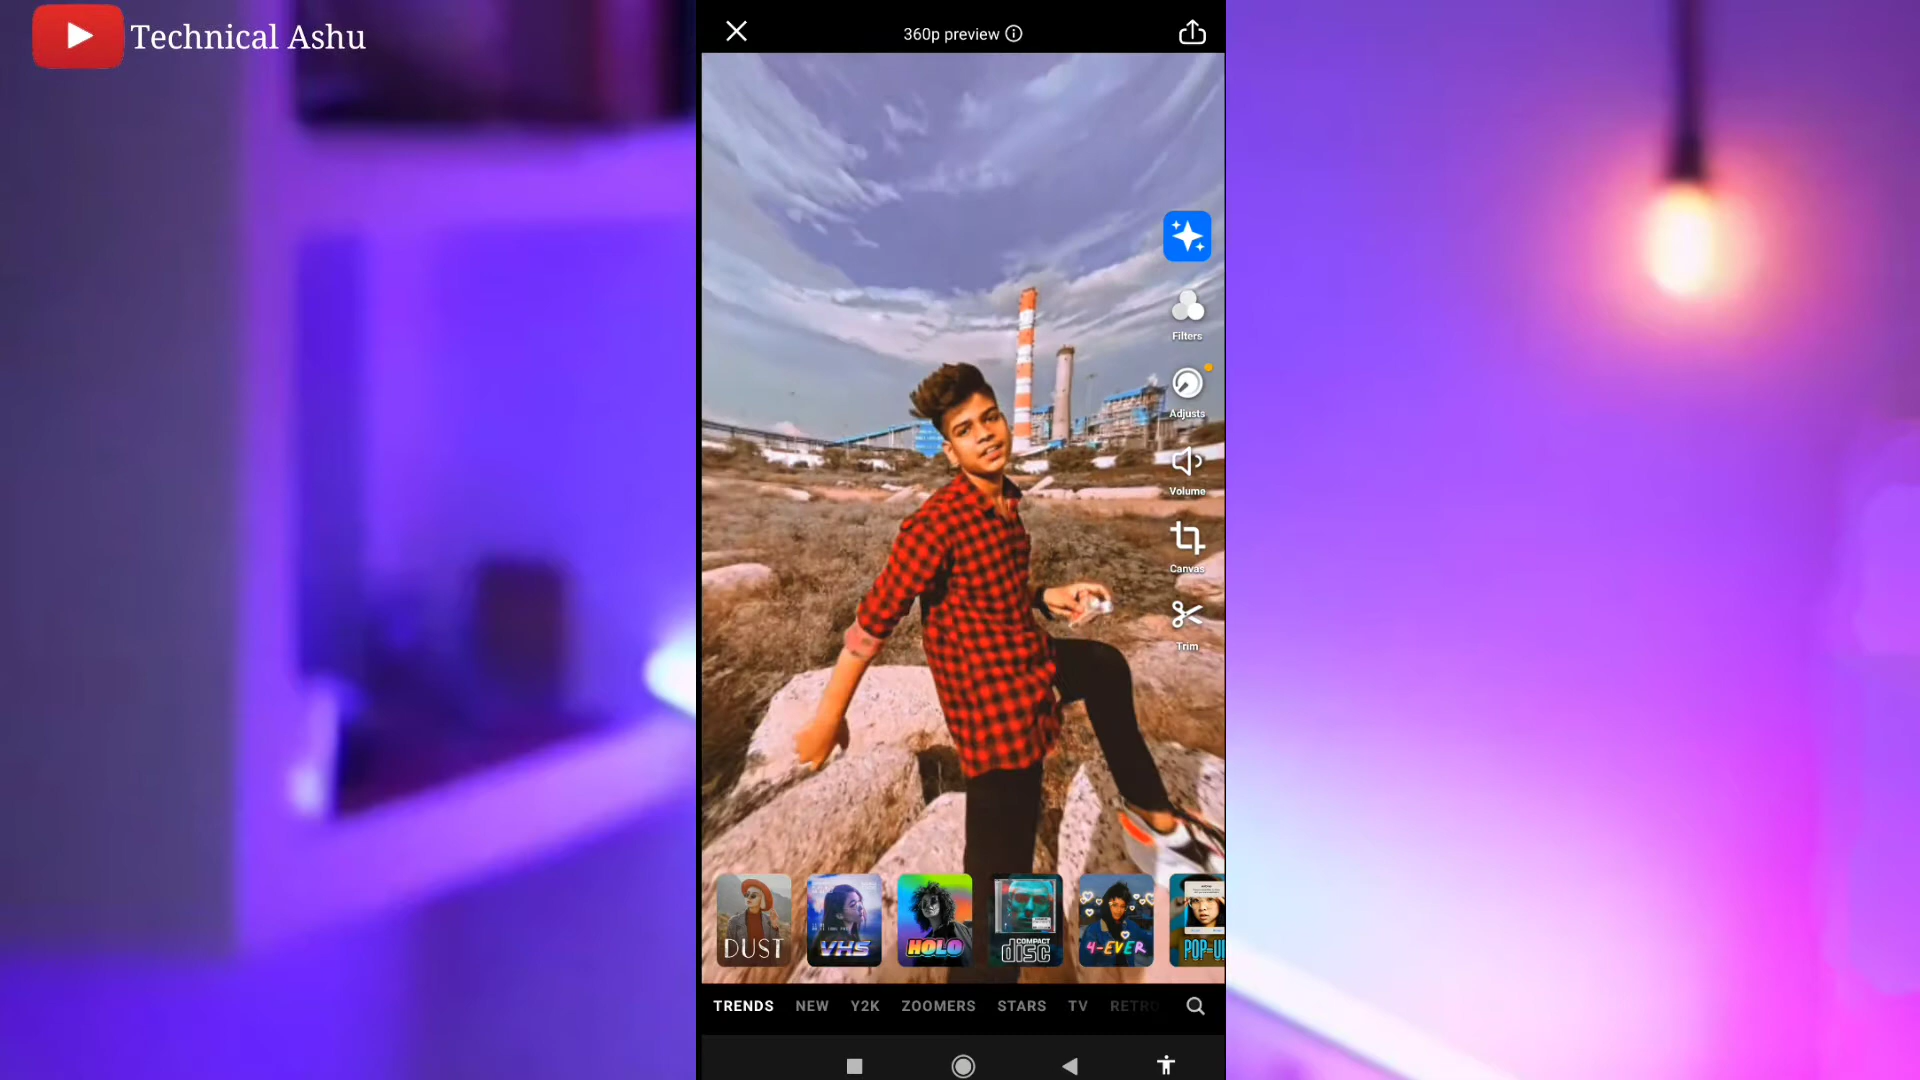 Technical Ashu
360p preview
Filters
Adjusts
Volume
Canvas
Trim
DUST
VHS
HOLO
COMPACT
disc
4-EVER
POP-U
TRENDS NEW Y2K ZOOMERS STARS TV RETRO